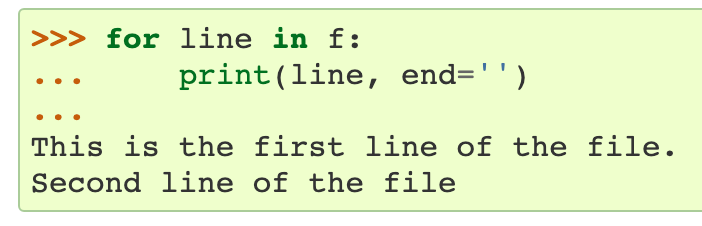 >>> for line in f:
...     print(line, end='')
...
This is the first line of the file.
Second line of the file